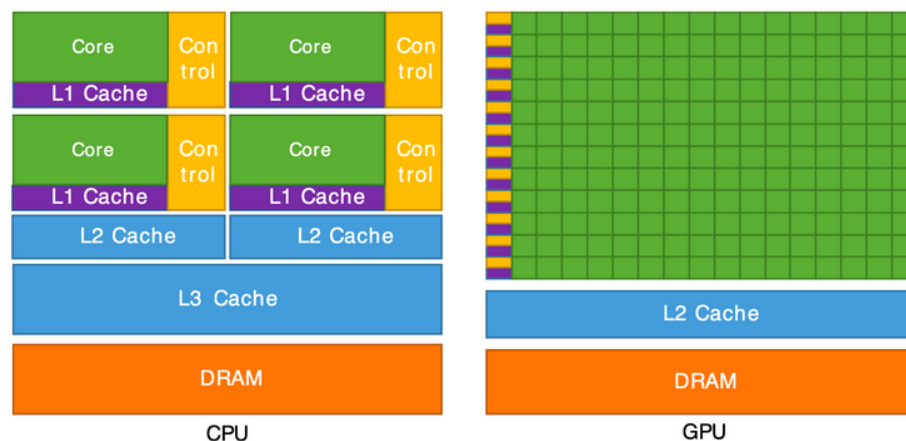 Core
Con
trol
Core
Con
trol
L1 Cache
L1 Cache
Core
Con
trol
Core
Con
trol
L1 Cache
L1 Cache
L2 Cache
L2 Cache
L3 Cache
DRAM
CPU
L2 Cache
DRAM
GPU